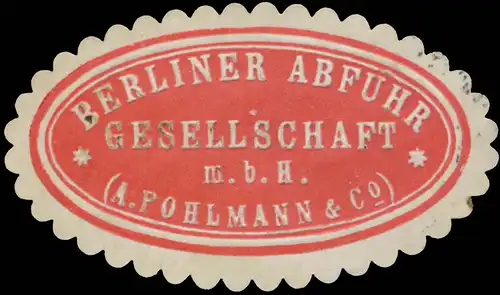 BERLINER ABFUHR
GESELLSCHAFT
m.b.H.
(A. POHLMANN & Co)